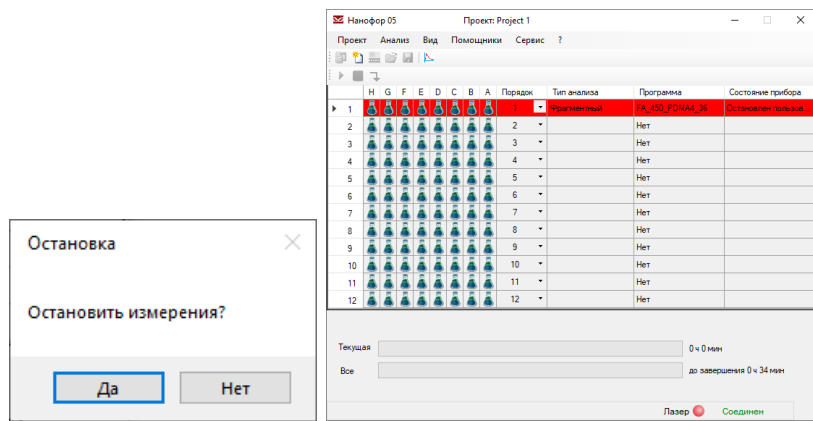 Остановка
Остановить измерения?
Да Нет
Нанофор 05 Проект: Project 1
Проект Анализ Вид Помощники Сервис ?
H G F E D C B A Порядок Тип анализа Программа Состояние прибора
1 1 Фрагментный FA_450_PDMA4_36 Остановлен пользов...
2 2 Нет
3 3 Нет
4 4 Нет
5 5 Нет
6 6 Нет
7 7 Нет
8 8 Нет
9 9 Нет
10 10 Нет
11 11 Нет
12 12 Нет
Текущая 0 ч 0 мин
Все до завершения 0 ч 34 мин
Лазер Соединен